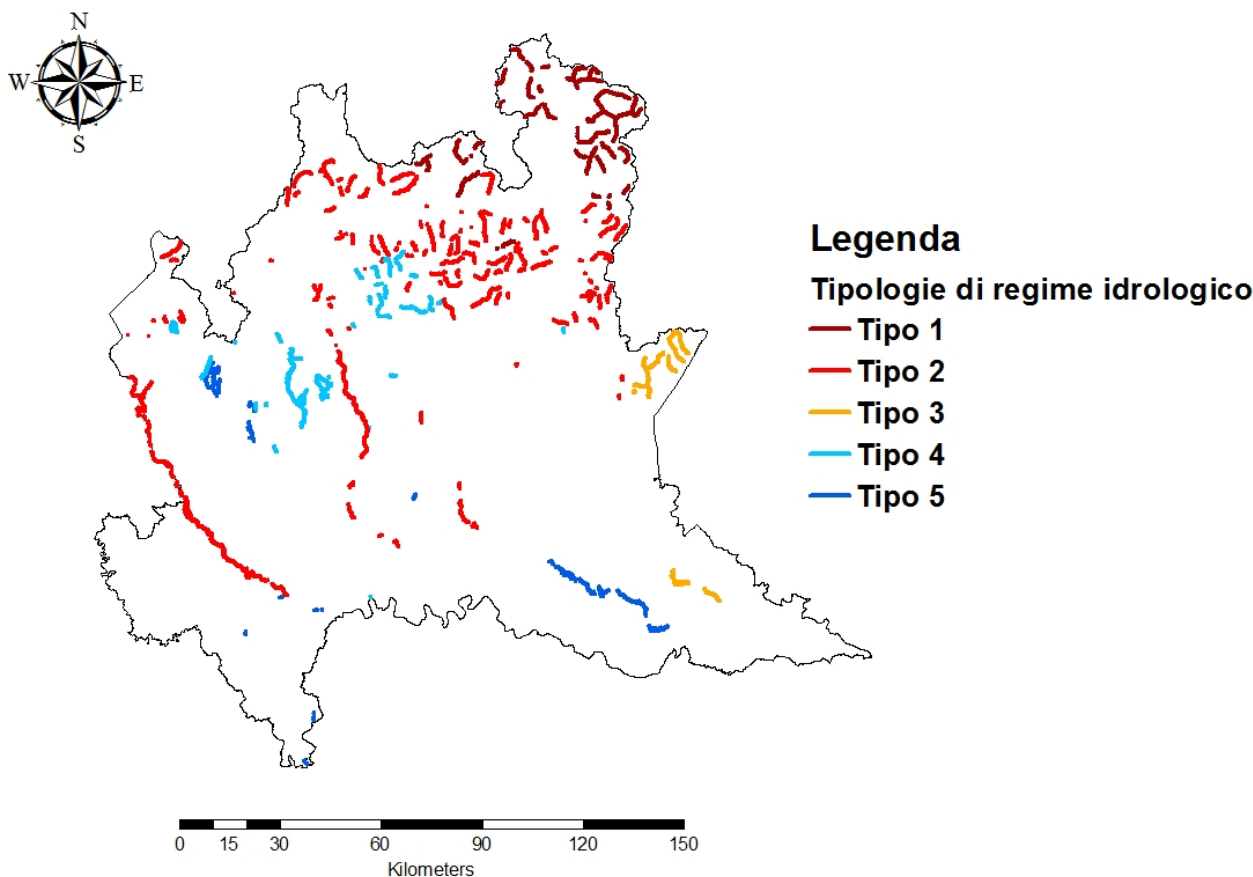 N
W E
S
Legenda
Tipologie di regime idrologico
Tipo 1
Tipo 2
Tipo 3
Tipo 4
Tipo 5
0 15 30 60 90 120 150
Kilometers